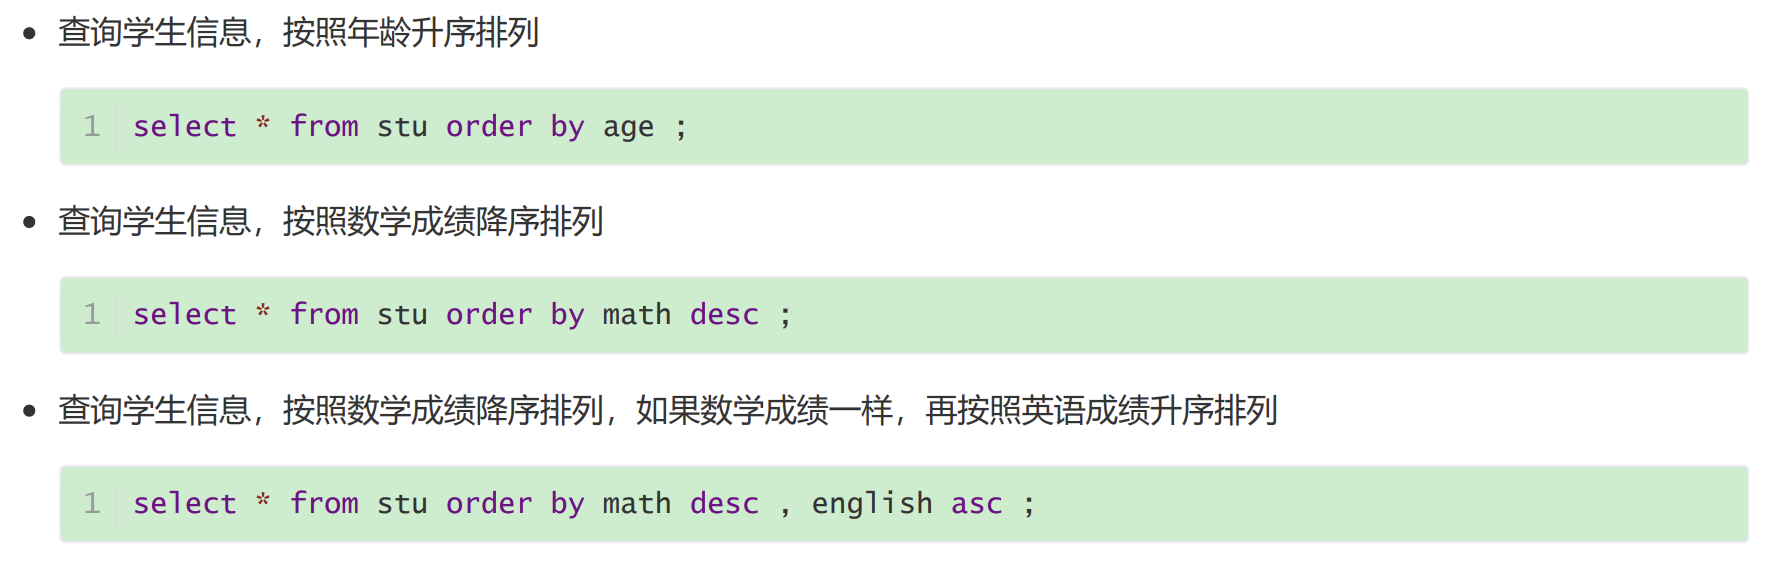 查询学生信息，按照年龄升序排列
1 select * from stu order by age ;
查询学生信息，按照数学成绩降序排列
1 select * from stu order by math desc ;
查询学生信息，按照数学成绩降序排列，如果数学成绩一样，再按照英语成绩升序排列
1 select * from stu order by math desc , english asc ;